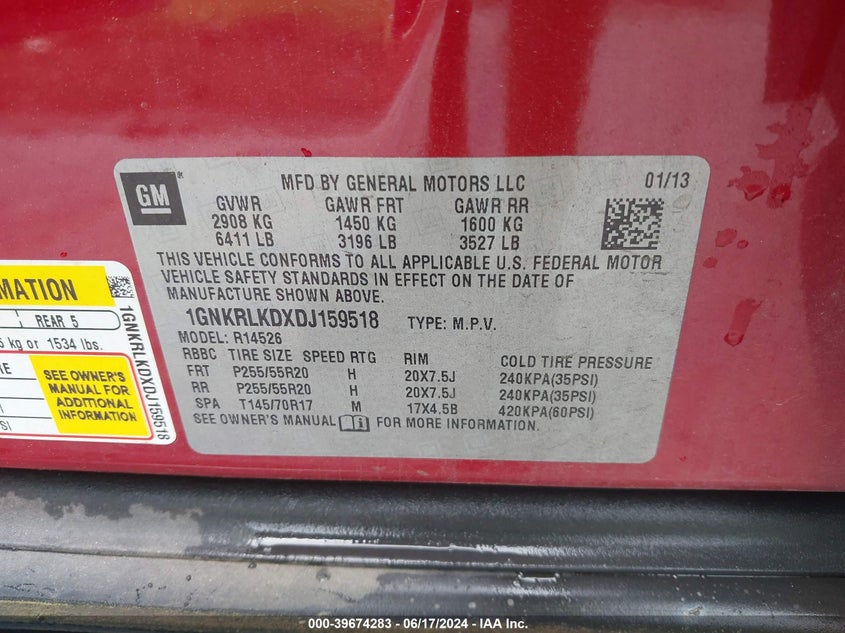 GM
MFD BY GENERAL MOTORS LLC 01/13
GVWR GAWR FRT GAWR RR
2908 KG 1450 KG 1600 KG
6411 LB 3196 LB 3527 LB
THIS VEHICLE CONFORMS TO ALL APPLICABLE U.S. FEDERAL MOTOR
VEHICLE SAFETY STANDARDS IN EFFECT ON THE DATE OF
MANUFACTURE SHOWN ABOVE.
1GNKRLKDXDJ159518 TYPE: M.P.V.
MODEL: R14526
RBBC TIRE SIZE SPEED RTG RIM COLD TIRE PRESSURE
FRT P255/55R20 H 20X7.5J 240KPA(35PSI)
RR P255/55R20 H 20X7.5J 240KPA(35PSI)
SPA T145/70R17 M 17X4.5B 420KPA(60PSI)
SEE OWNER'S MANUAL FOR MORE INFORMATION.
REAR 5
kg or 1534 lbs.
SEE OWNER'S
MANUAL FOR
ADDITIONAL
INFORMATION
1GNKRLKDXDJ159518
000-39674283 - 06/17/2024 - IAA Inc.